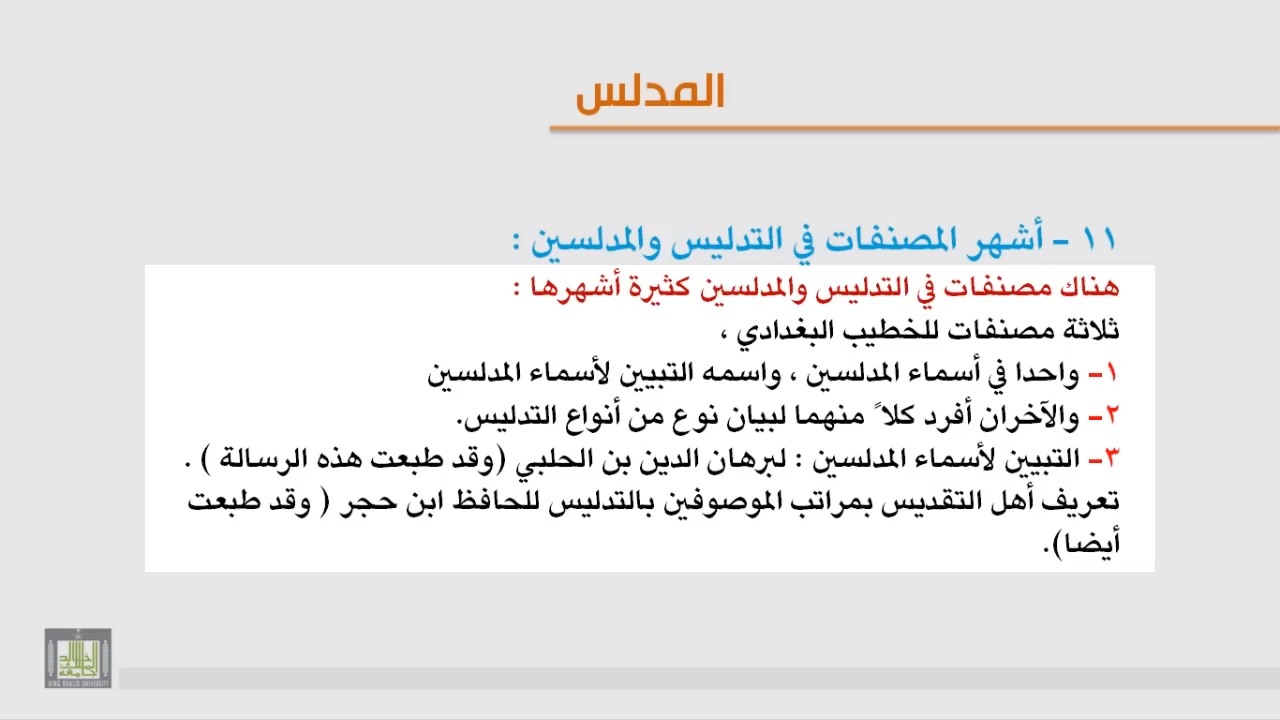 المدلس
١١ - أشهر المصنفات في التدليس والمدلسين :
هناك مصنفات في التدليس والمدلسين كثيرة أشهرها :
ثلاثة مصنفات للخطيب البغدادي ،
١- واحدا في أسماء المدلسين ، واسمه التبيين لأسماء المدلسين
٢- والآخران أفرد كلا ً منهما لبيان نوع من أنواع التدليس.
٣- التبيين لأسماء المدلسين : لبرهان الدين بن الحلبي (وقد طبعت هذه الرسالة ) .
تعريف أهل التقديس بمراتب الموصوفين بالتدليس للحافظ ابن حجر ( وقد طبعت
أيضا).
KING KHALID UNIVERSITY